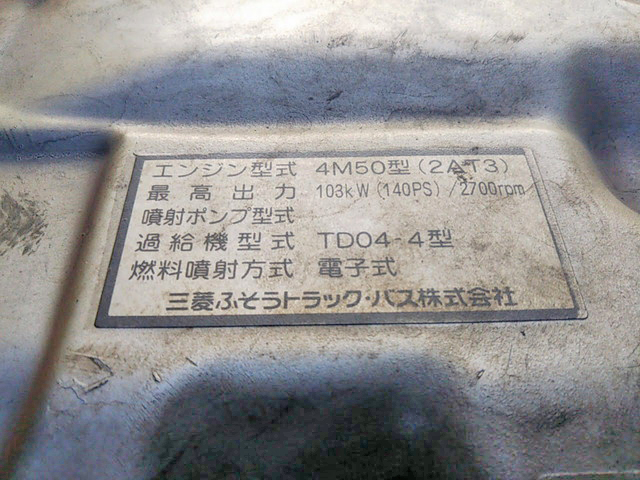 エンジン型式 4M50型(2AT3)
最高出力 103kW(140PS)/2700rpm
噴射ポンプ型式
過給機型式 TD04-4型
燃料噴射方式 電子式
三菱ふそうトラック・バス株式会社